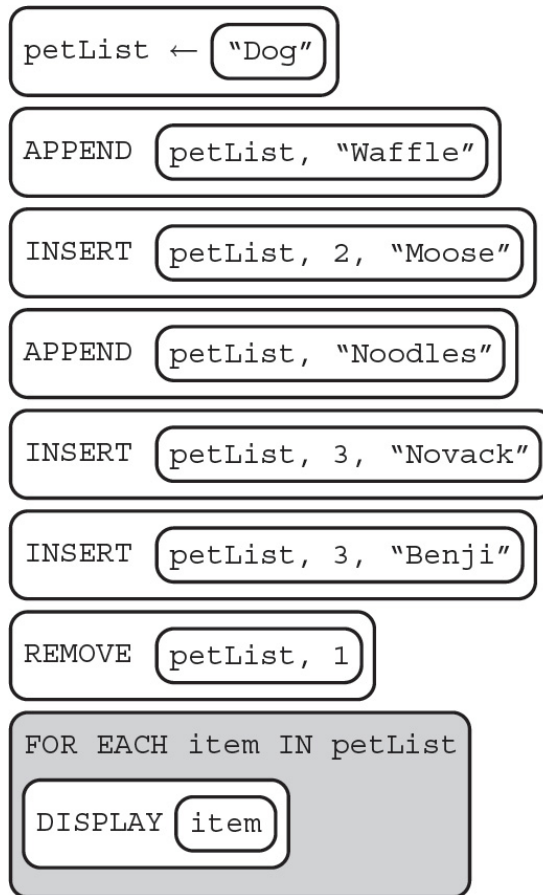 petList ← “Dog”
APPEND petList, “Waffle”
INSERT petList, 2, “Moose”
APPEND petList, “Noodles”
INSERT petList, 3, “Novack”
INSERT petList, 3, “Benji”
REMOVE petList, 1
FOR EACH item IN petList
DISPLAY item